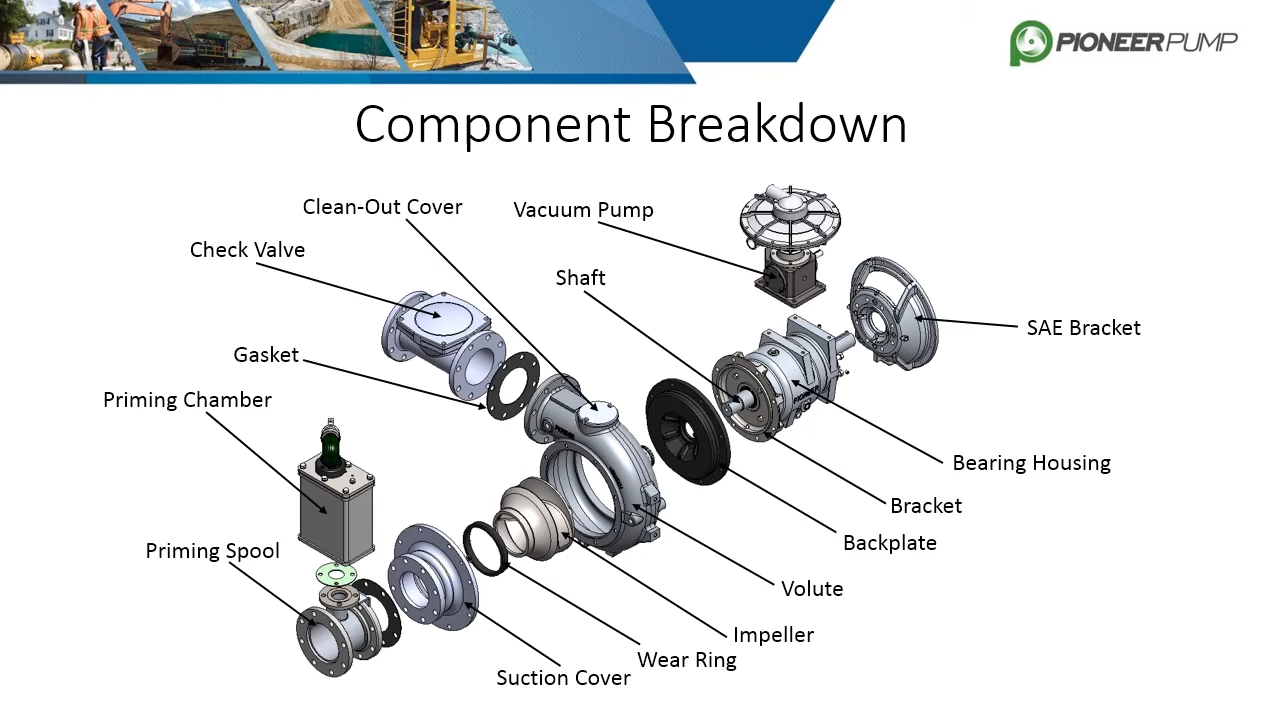 PIONEERPUMP
Component Breakdown
Clean-Out Cover
Vacuum Pump
Check Valve
Shaft
SAE Bracket
Gasket
Priming Chamber
PIONEER
Bearing Housing
Bracket
Backplate
Priming Spool
Volute
Impeller
Wear Ring
Suction Cover